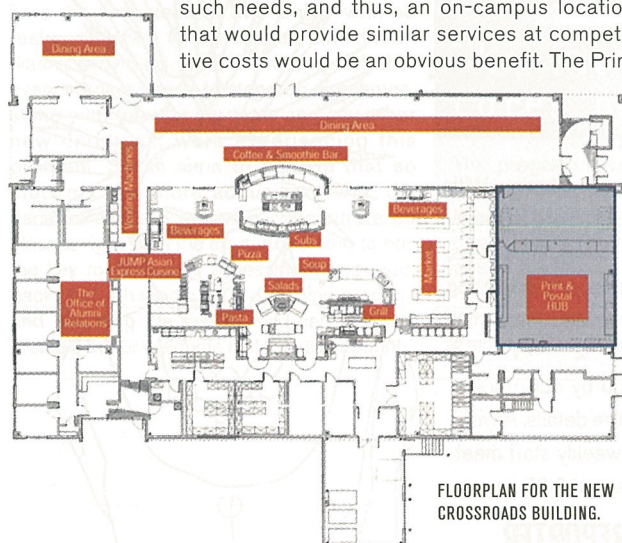 such needs, and thus, an on-campus locatio
that would provide similar services at compet
tive costs would be an obvious benefit. The Prin
Dining Area
Dining Area
Coffee & Smoothie Bar
Vending Machines
Beverages
Beverages
Subs
Pizza
Soup
Market
JUMP Asian
Express Cuisine
Salads
The
Office of
Alumni
Relations
Print &
Postal
HUB
Pasta
Grill
FLOORPLAN FOR THE NEW
CROSSROADS BUILDING.
weekly staff meet